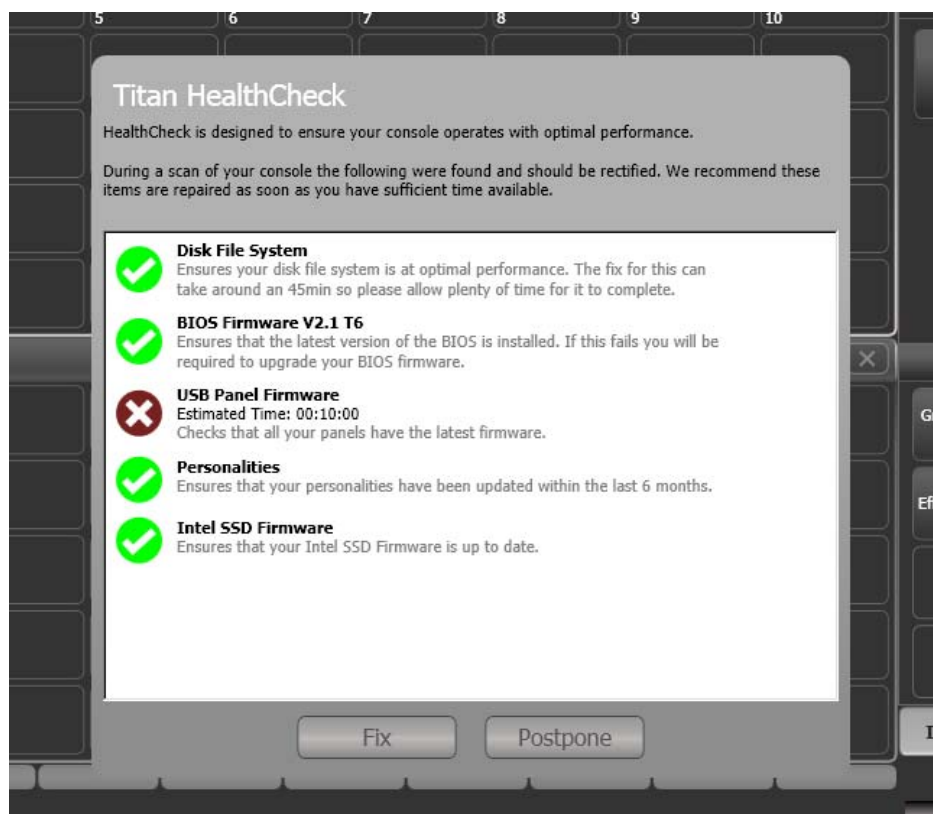 5 6 7 8 9 10
Titan HealthCheck
HealthCheck is designed to ensure your console operates with optimal performance.
During a scan of your console the following were found and should be rectified. We recommend these
items are repaired as soon as you have sufficient time available.
Disk File System
Ensures your disk file system is at optimal performance. The fix for this can
take around an 45min so please allow plenty of time for it to complete.
BIOS Firmware V2.1 T6
Ensures that the latest version of the BIOS is installed. If this fails you will be
required to upgrade your BIOS firmware.
USB Panel Firmware
Estimated Time: 00:10:00
Checks that all your panels have the latest firmware.
Personalities
Ensures that your personalities have been updated within the last 6 months.
Intel SSD Firmware
Ensures that your Intel SSD Firmware is up to date.
Fix
Postpone